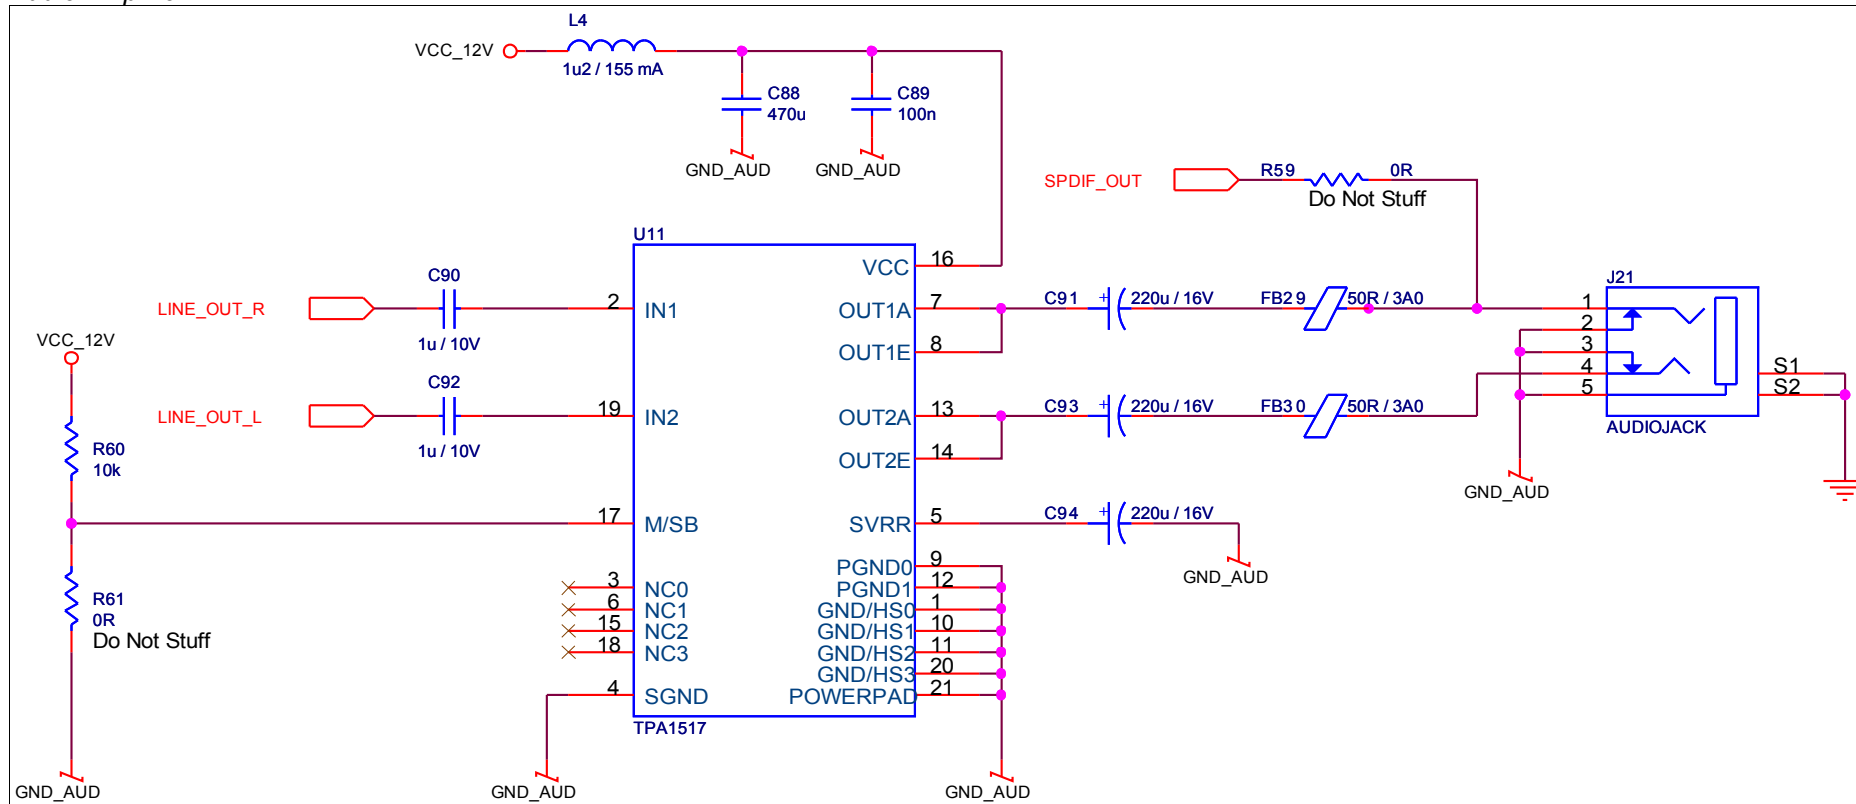 L4
VCC_12V
1u2 / 155 mA
C88
470u
C89
100n
GND_AUD
GND_AUD
SPDIF_OUT
R59
0R
Do Not Stuff
U11
VCC
16
LINE_OUT_R
C90
1u / 10V
2
IN1
OUT1A
7
C91
+
220u / 16V
FB29
50R / 3A0
J21
1
2
3
4
5
S1
S2
AUDIOJACK
OUT1E
8
VCC_12V
LINE_OUT_L
C92
1u / 10V
19
IN2
OUT2A
13
C93
+
220u / 16V
FB30
50R / 3A0
OUT2E
14
GND_AUD
R60
10k
17
M/SB
SVRR
5
C94
+
220u / 16V
GND_AUD
R61
0R
Do Not Stuff
3
NC0
6
NC1
15
NC2
18
NC3
4
SGND
PGND0
9
PGND1
12
GND/HS0
1
GND/HS1
10
GND/HS2
11
GND/HS3
20
POWERPAD
21
TPA1517
GND_AUD
GND_AUD
GND_AUD